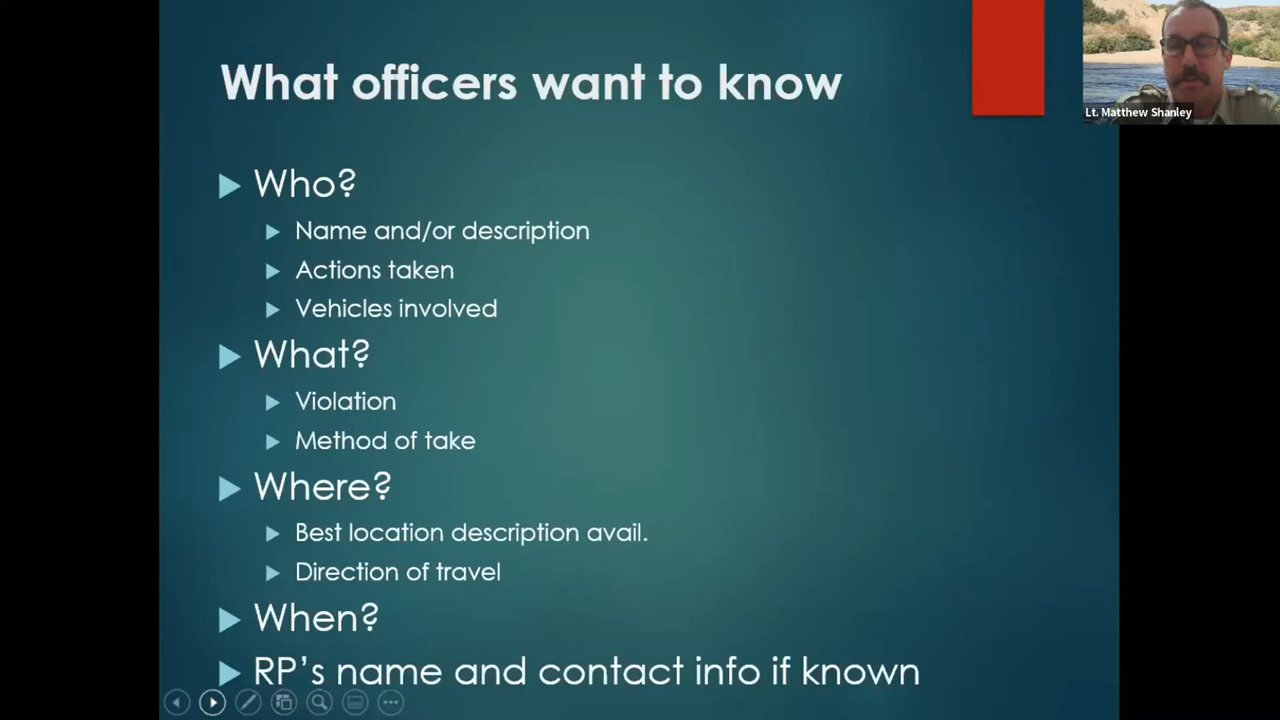 What officers want to know
Lt. Matthew Shanley
Who?
Name and/or description
Actions taken
Vehicles involved
What?
Violation
Method of take
Where?
Best location description avail.
Direction of travel
When?
RP's name and contact info if known